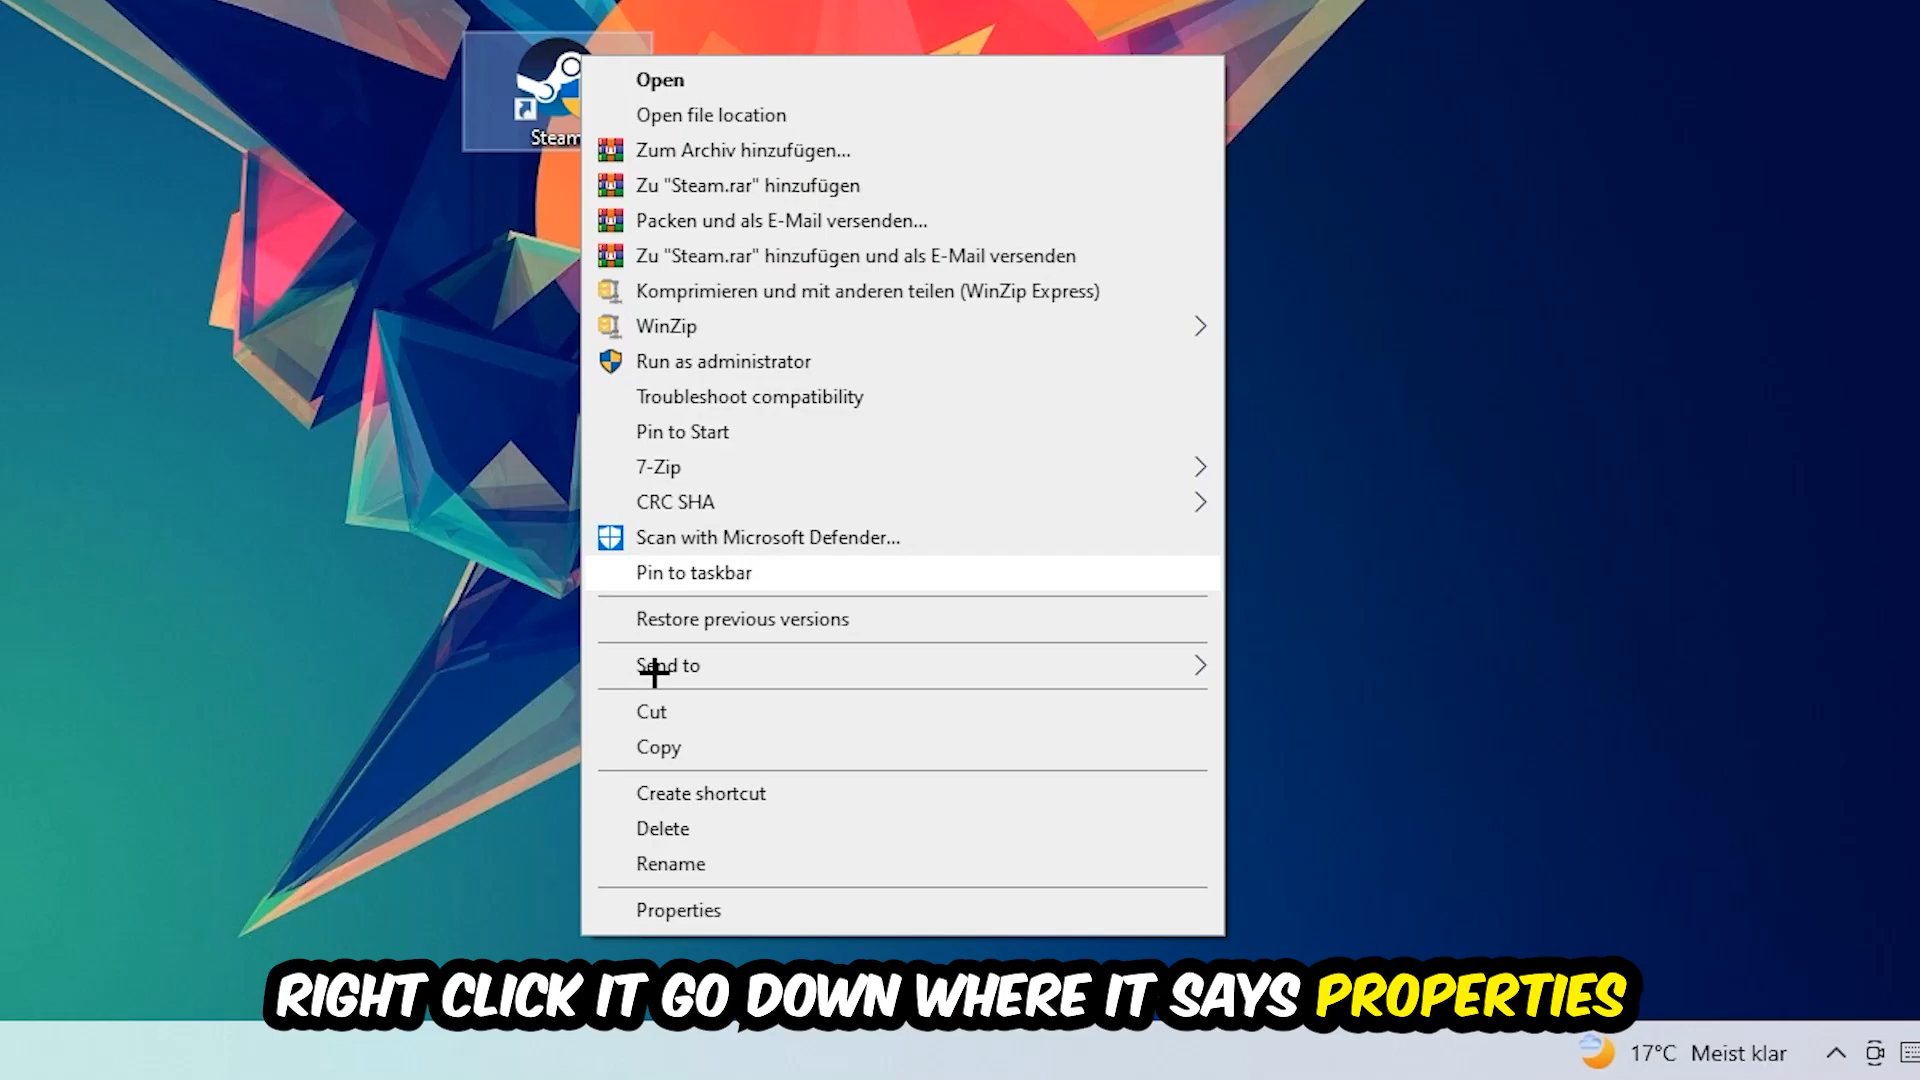 Steam
Open
Open file location
Zum Archiv hinzufügen...
Zu "Steam.rar" hinzufügen
Packen und als E-Mail versenden...
Zu "Steam.rar" hinzufügen und als E-Mail versenden
Komprimieren und mit anderen teilen (WinZip Express)
WinZip
Run as administrator
Troubleshoot compatibility
Pin to Start
7-Zip
CRC SHA
Scan with Microsoft Defender...
Pin to taskbar
Restore previous versions
Send to
Cut
Copy
Create shortcut
Delete
Rename
Properties
RIGHT CLICK IT GO DOWN WHERE IT SAYS PROPERTIES
17°C Meist klar